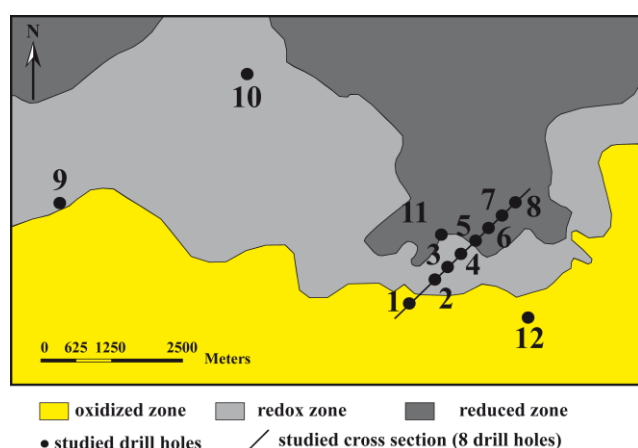 N
10
9
7
8
11
5
6
3
4
1
2
12
0 625 1250 2500
Meters
oxidized zone redox zone reduced zone
studied drill holes studied cross section (8 drill holes)